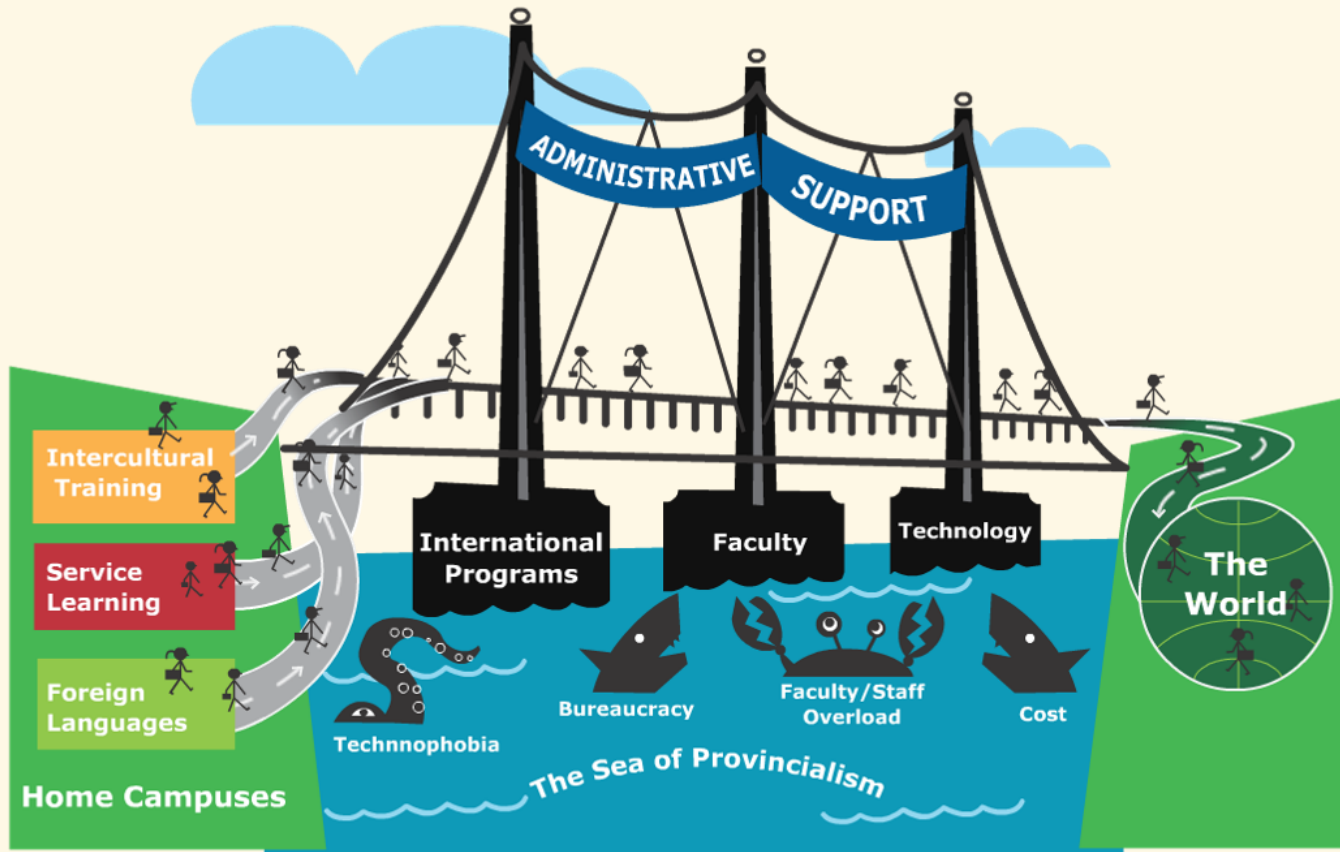 ADMINISTRATIVE
SUPPORT
Intercultural
Training
Service
Learning
Foreign
Languages
Home Campuses
International
Programs
Faculty
Technology
The
World
Technnophobia
Bureaucracy
Faculty/Staff
Overload
Cost
The Sea of Provincialism